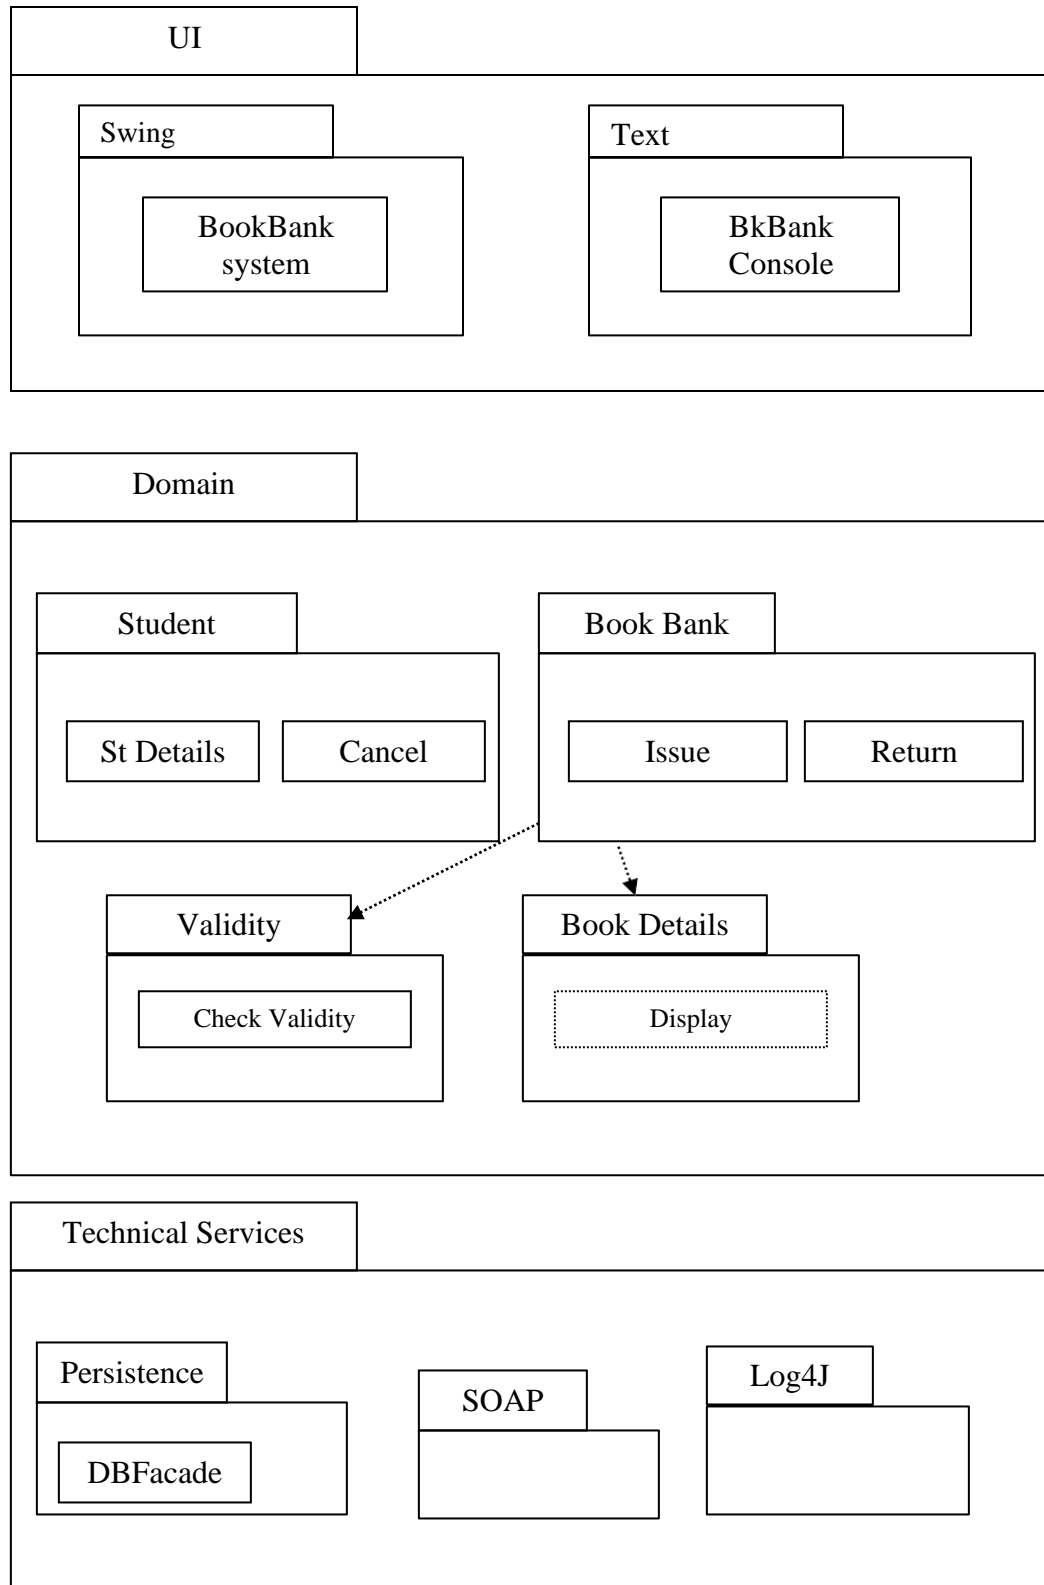 UI
Swing
Text
BookBank
system
BkBank
Console
Domain
Student
Book Bank
St Details
Cancel
Issue
Return
Validity
Book Details
Check Validity
Display
Technical Services
Persistence
SOAP
Log4J
DBFacade